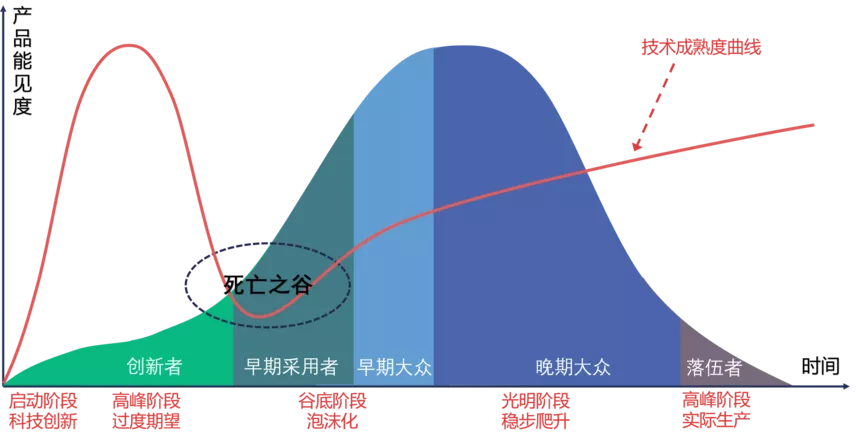 产品能见度
技术成熟度曲线
死亡之谷
创新者
早期采用者
早期大众
晚期大众
落伍者
时间
启动阶段
科技创新
高峰阶段
过度期望
谷底阶段
泡沫化
光明阶段
稳步爬升
高峰阶段
实际生产